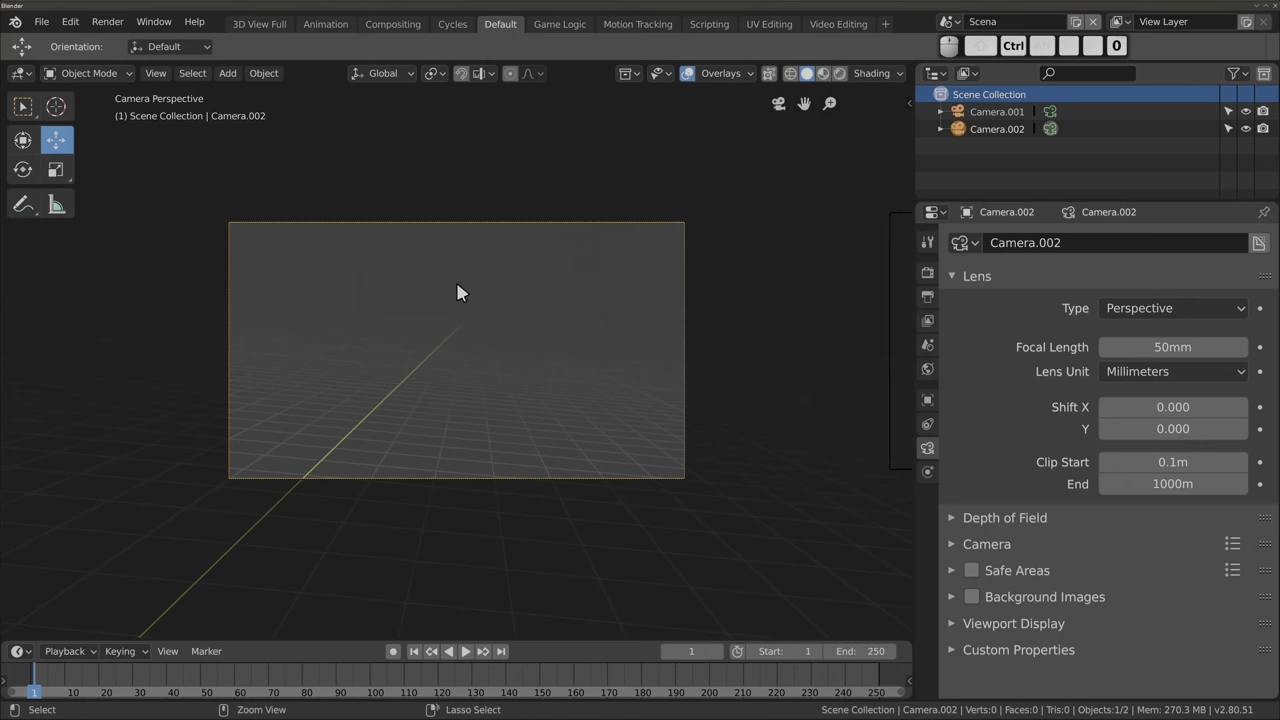 Blender
File Edit Render Window Help 3D View Full Animation Compositing Cycles Default Game Logic Motion Tracking Scripting UV Editing Video Editing + Scena View Layer
Orientation: Default Ctrl 0
Object Mode View Select Add Object Global Overlays Shading
Camera Perspective
(1) Scene Collection | Camera.002
Scene Collection
Camera.001
Camera.002
Camera.002 Camera.002
Camera.002
Lens
Type Perspective
Focal Length 50mm
Lens Unit Millimeters
Shift X 0.000
Y 0.000
Clip Start 0.1m
End 1000m
Depth of Field
Camera
Safe Areas
Background Images
Viewport Display
Custom Properties
Playback Keying View Marker 1 Start: 1 End: 250
1 10 20 30 40 50 60 70 80 90 100 110 120 130 140 150 160 170 180 190 200 210 220 230 240 250
Select Zoom View Lasso Select Scene Collection | Camera.002 | Verts:0 | Faces:0 | Tris:0 | Objects:1/2 | Mem: 270.3 MB | v2.80.51